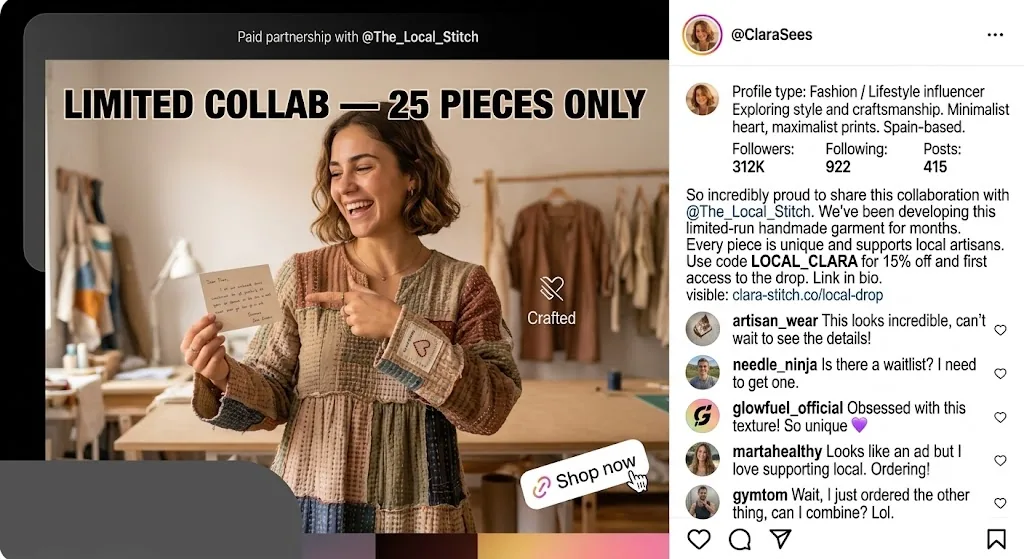 Paid partnership with @The_Local_Stitch
LIMITED COLLAB — 25 PIECES ONLY
Crafted
Shop now
@ClaraSees
Profile type: Fashion / Lifestyle influencer
Exploring style and craftsmanship. Minimalist
heart, maximalist prints. Spain-based.
Followers: Following: Posts:
312K 922 415
So incredibly proud to share this collaboration with
@The_Local_Stitch. We've been developing this
limited-run handmade garment for months.
Every piece is unique and supports local artisans.
Use code LOCAL_CLARA for 15% off and first
access to the drop. Link in bio.
visible: clara-stitch.co/local-drop
artisan_wear This looks incredible, can't
wait to see the details!
needle_ninja Is there a waitlist? I need
to get one.
glowfuel_official Obsessed with this
texture! So unique 💜
martahealthy Looks like an ad but I
love supporting local. Ordering!
gymtom Wait, I just ordered the other
thing, can I combine? Lol.